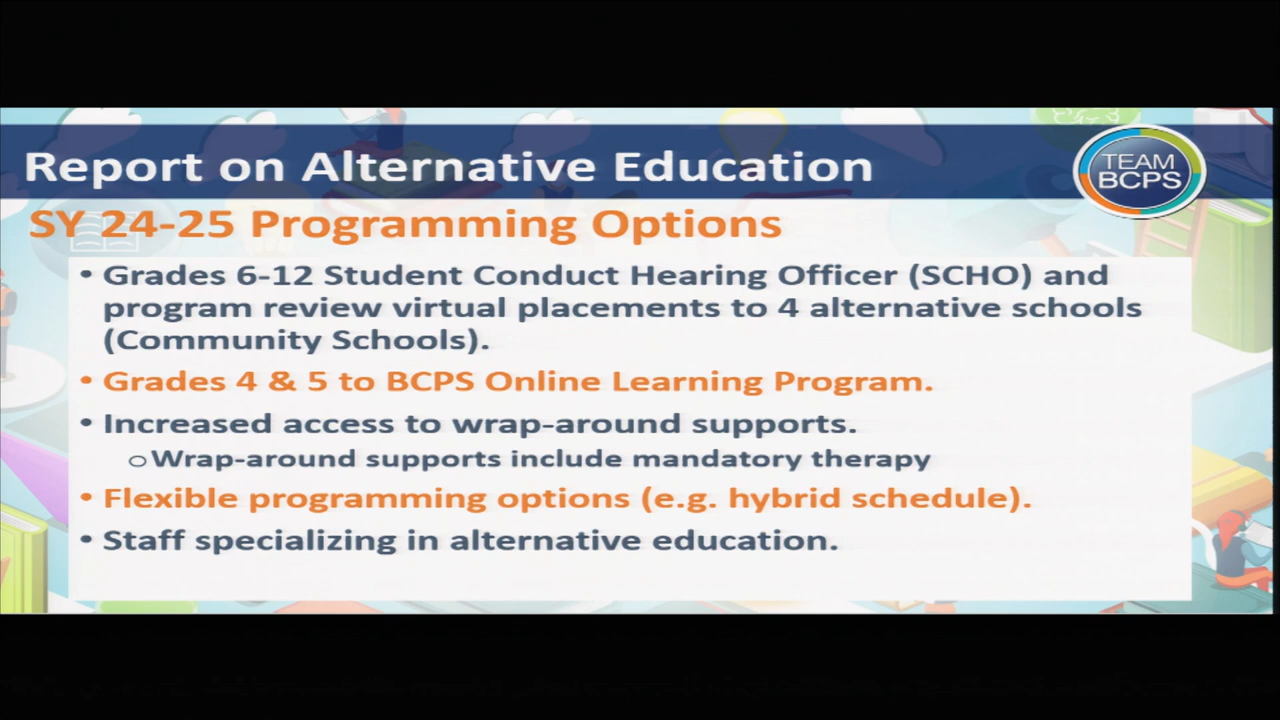 Report on Alternative Education
TEAM
BCPS
SY 24-25 Programming Options
• Grades 6-12 Student Conduct Hearing Officer (SCHO) and
program review virtual placements to 4 alternative schools
(Community Schools).
• Grades 4 & 5 to BCPS Online Learning Program.
• Increased access to wrap-around supports.
○Wrap-around supports include mandatory therapy
• Flexible programming options (e.g. hybrid schedule).
• Staff specializing in alternative education.